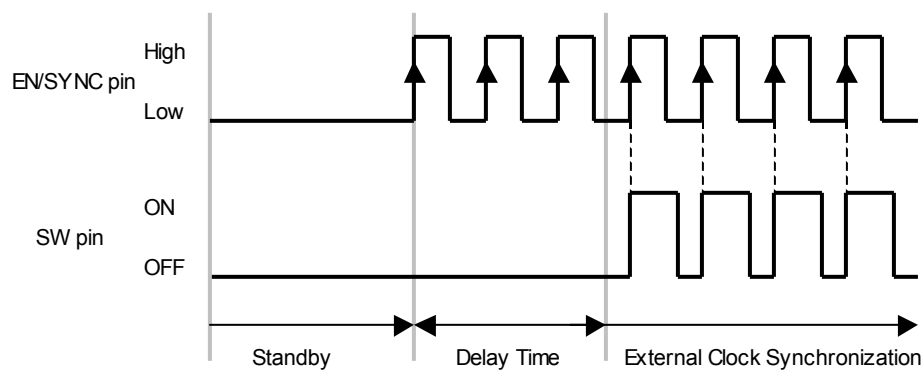 High
EN/SYNC pin
Low
ON
SW pin
OFF
Standby
Delay Time
External Clock Synchronization